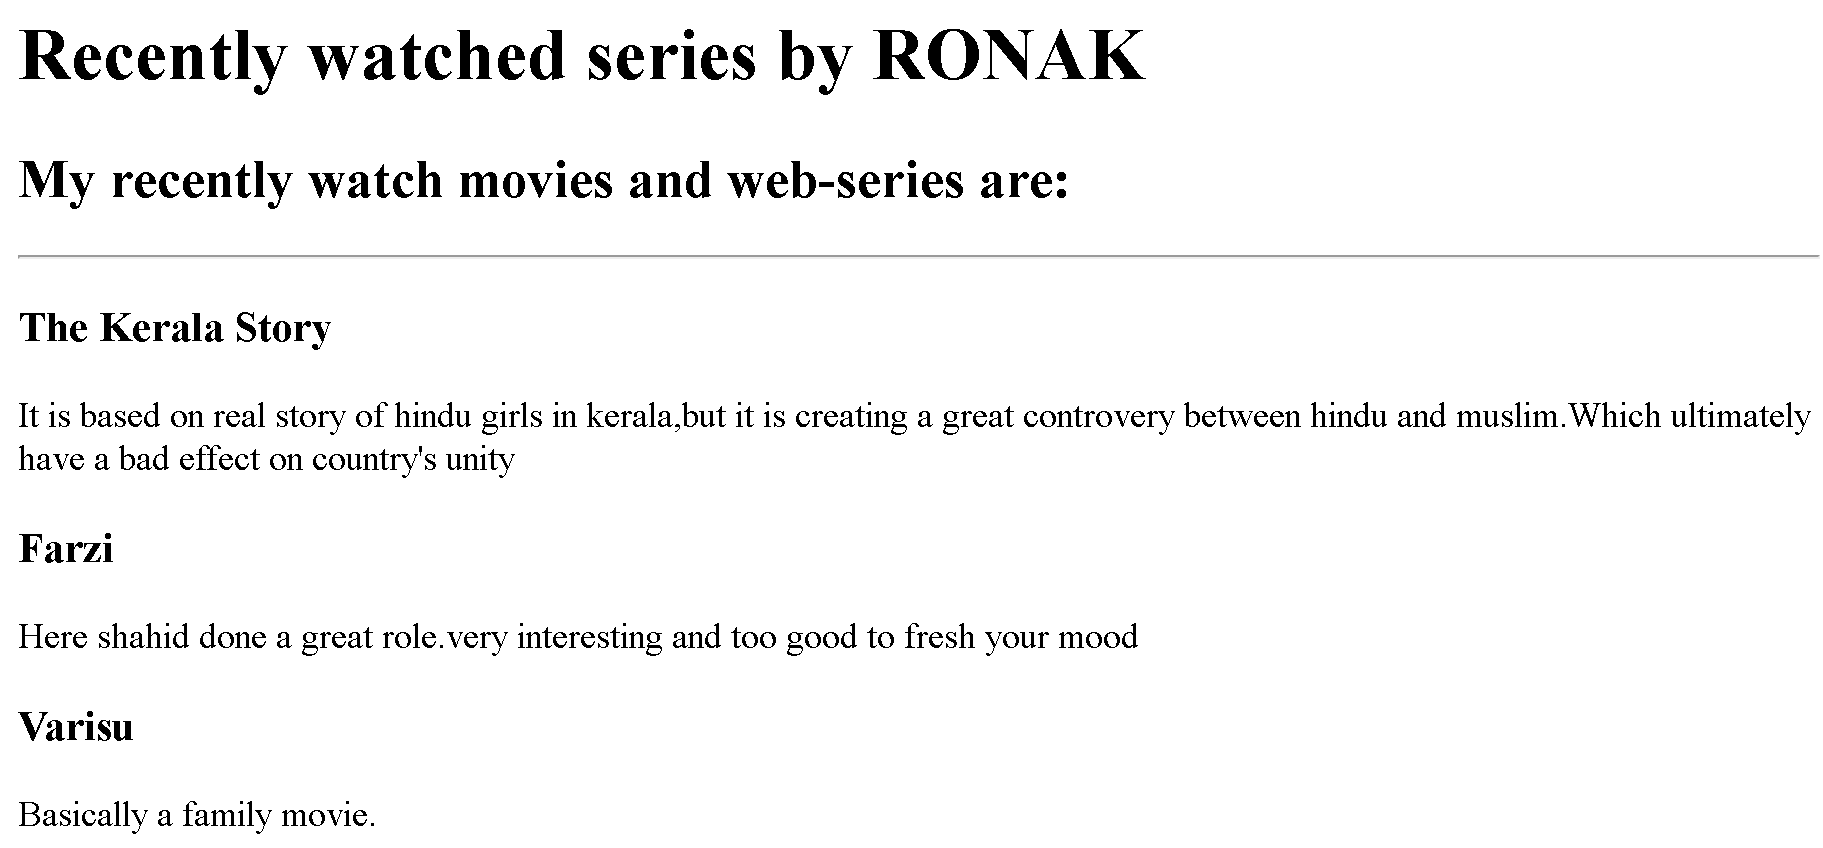 Recently watched series by RONAK
My recently watch movies and web-series are:
The Kerala Story
It is based on real story of hindu girls in kerala,but it is creating a great controvery between hindu and muslim.Which ultimately
have a bad effect on country's unity
Farzi
Here shahid done a great role.very interesting and too good to fresh your mood
Varisu
Basically a family movie.